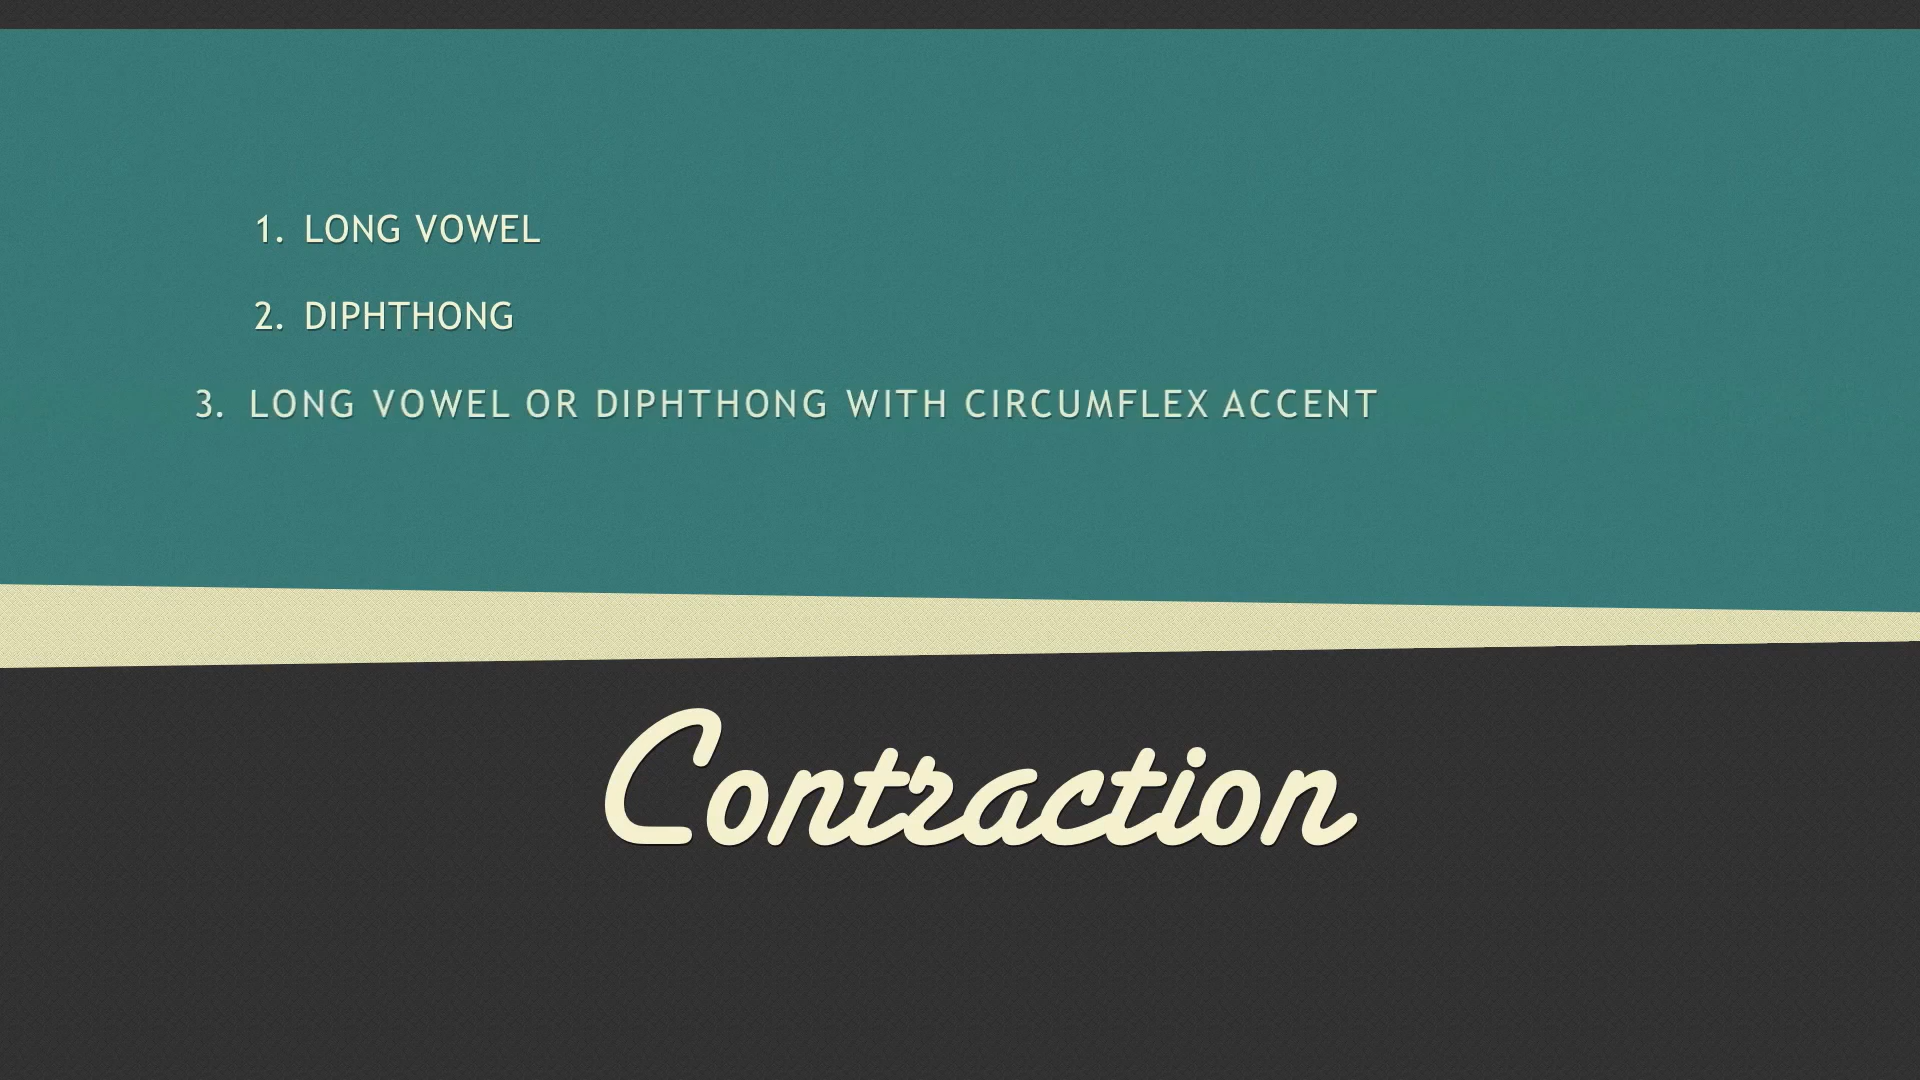 1. LONG VOWEL
2. DIPHTHONG
3. LONG VOWEL OR DIPHTHONG WITH CIRCUMFLEX ACCENT
Contraction